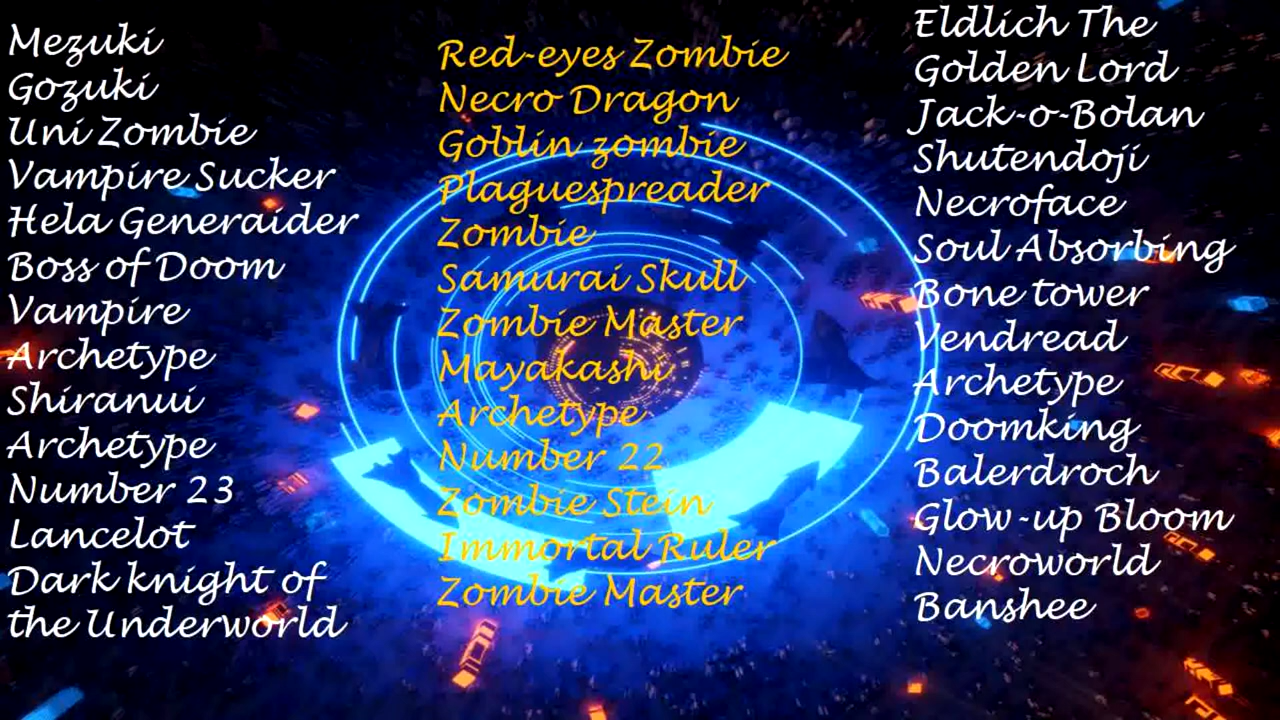 Mezuki
Gozuki
Uni Zombie
Vampire Sucker
Hela Generaider
Boss of Doom
Vampire
Archetype
Shiranui
Archetype
Number 23
Lancelot
Dark knight of
the Underworld
Red-eyes Zombie
Necro Dragon
Goblin zombie
Plaguespreader
Zombie
Samurai Skull
Zombie Master
Mayakashi
Archetype
Number 22
Zombie Stein
Immortal Ruler
Zombie Master
Eldlich The
Golden Lord
Jack-o-Bolan
Shutendoji
Necroface
Soul Absorbing
Bone tower
Vendread
Archetype
Doomking
Balerdroch
Glow-up Bloom
Necroworld
Banshee